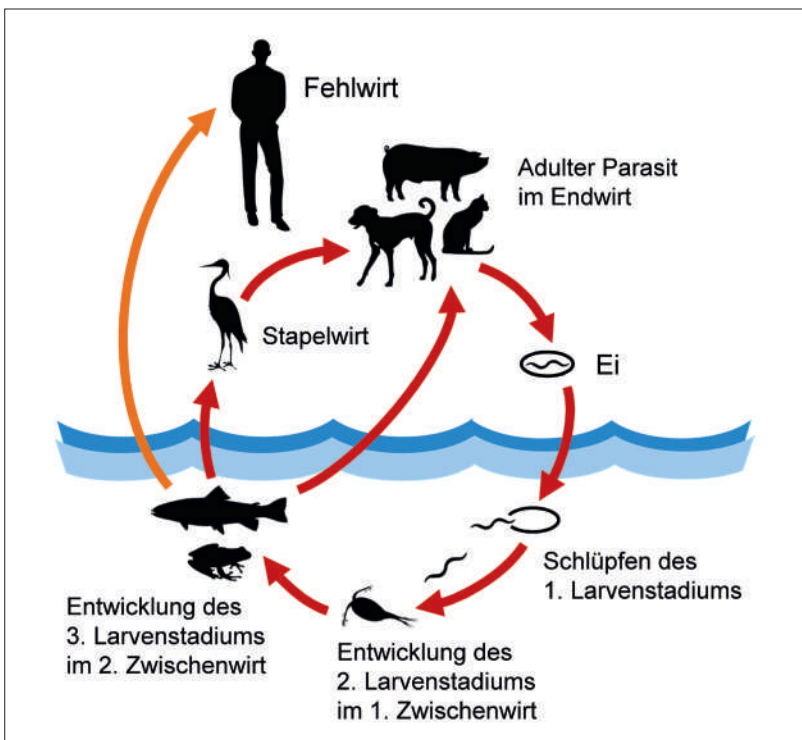 Fehlwirt
Adulter Parasit
im Endwirt
Stapelwirt
Ei
Schlüpfen des
1. Larvenstadiums
Entwicklung des
2. Larvenstadiums
im 1. Zwischenwirt
Entwicklung des
3. Larvenstadiums
im 2. Zwischenwirt